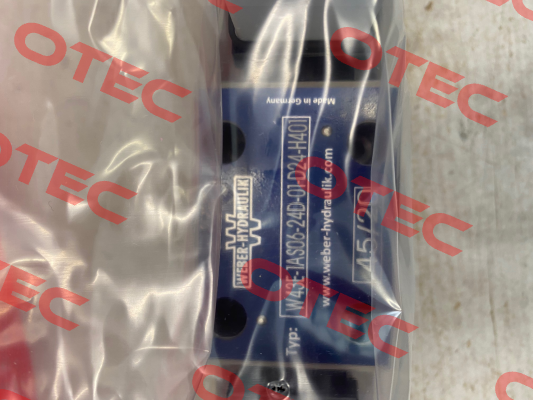 WEBER-HYDRAULIK
Typ: W43E-1AS06-24D-01-D24-H401
Made in Germany
www.weber-hydraulik.com
45/20
OTEC
OTEC
OTEC
OTEC
OTEC
OTEC